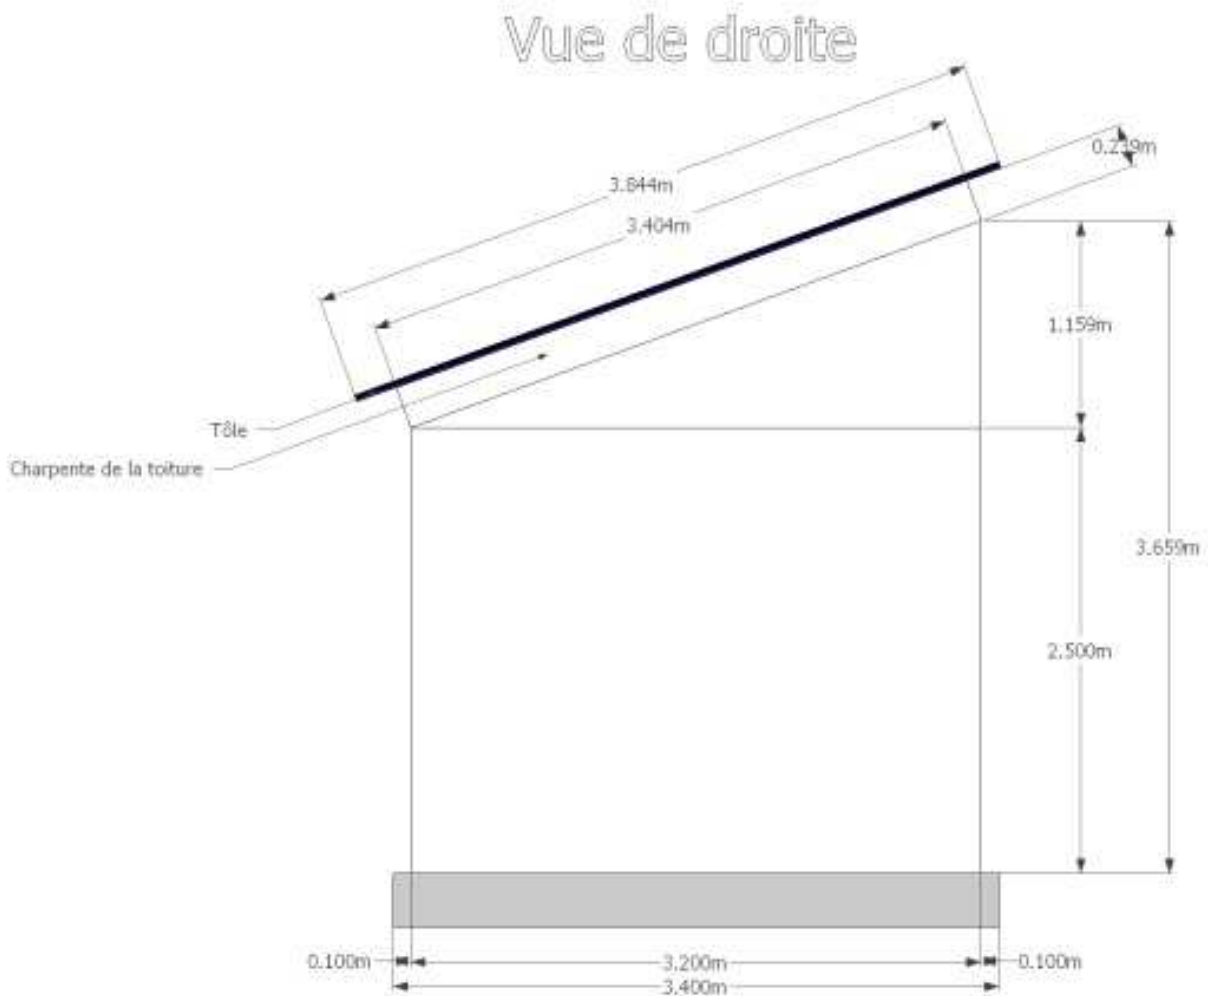 Vue de droite
0.239m
3.844m
3.404m
1.159m
Tôle
Charpente de la toiture
3.659m
2.500m
0.100m
3.200m
0.100m
3.400m